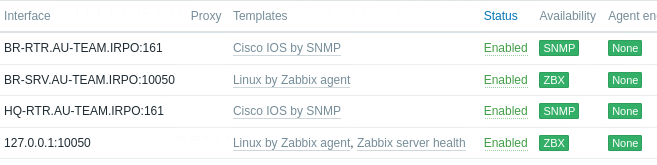 Interface Proxy Templates Status Availability Agent en
BR-RTR.AU-TEAM.IRPO:161 Cisco IOS by SNMP Enabled SNMP None
BR-SRV.AU-TEAM.IRPO:10050 Linux by Zabbix agent Enabled ZBX None
HQ-RTR.AU-TEAM.IRPO:161 Cisco IOS by SNMP Enabled SNMP None
127.0.0.1:10050 Linux by Zabbix agent, Zabbix server health Enabled ZBX None